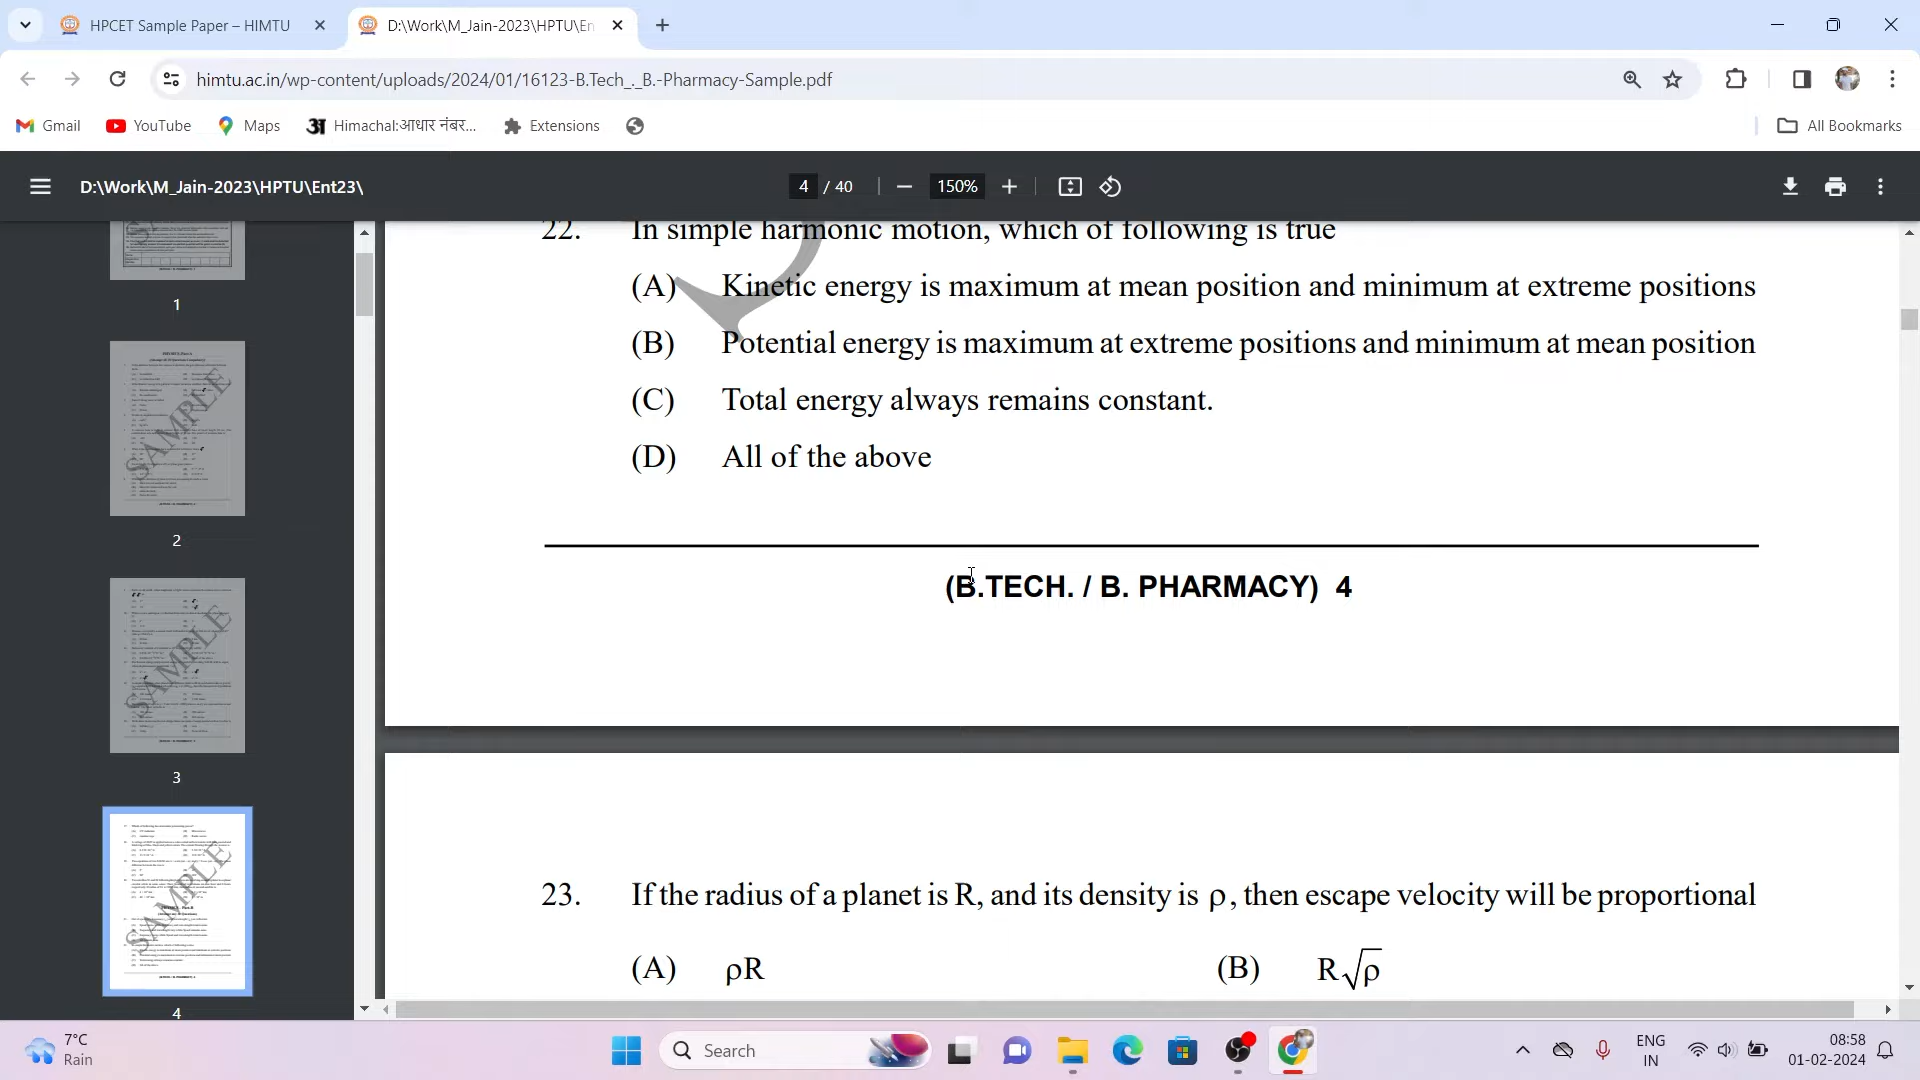 HPCET Sample Paper – HIMTU
D:\Work\M_Jain-2023\HPTU\En
himtu.ac.in/wp-content/uploads/2024/01/16123-B.Tech_._B.-Pharmacy-Sample.pdf
Gmail YouTube Maps Himachal:आधार नंबर... Extensions All Bookmarks
D:\Work\M_Jain-2023\HPTU\Ent23\ 4 / 40 150%
22. In simple harmonic motion, which of following is true
(A) Kinetic energy is maximum at mean position and minimum at extreme positions
(B) Potential energy is maximum at extreme positions and minimum at mean position
(C) Total energy always remains constant.
(D) All of the above
(B.TECH. / B. PHARMACY) 4
23. If the radius of a planet is R, and its density is ρ, then escape velocity will be proportional
(A) ρR (B) R√ρ
1
SAMPLE
2
SAMPLE
3
SAMPLE
4
7°C
Rain
Search
ENG
IN
08:58
01-02-2024